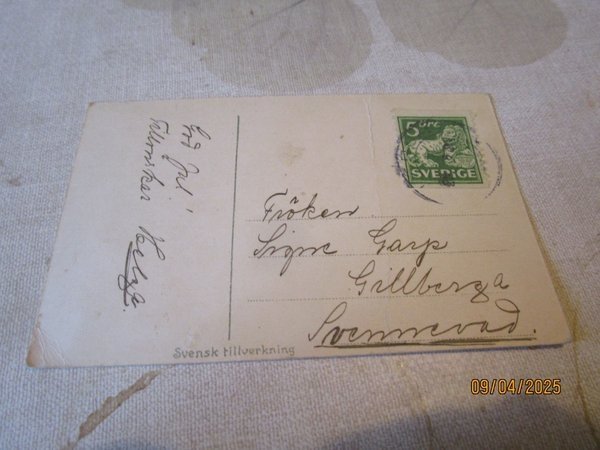 God Jul
Tillönskar Helga
5 ÖRE
SVERIGE
Fröken
Signe Garp
Gillberga
Svennevad.
Svensk tillverkning
09/04/2025